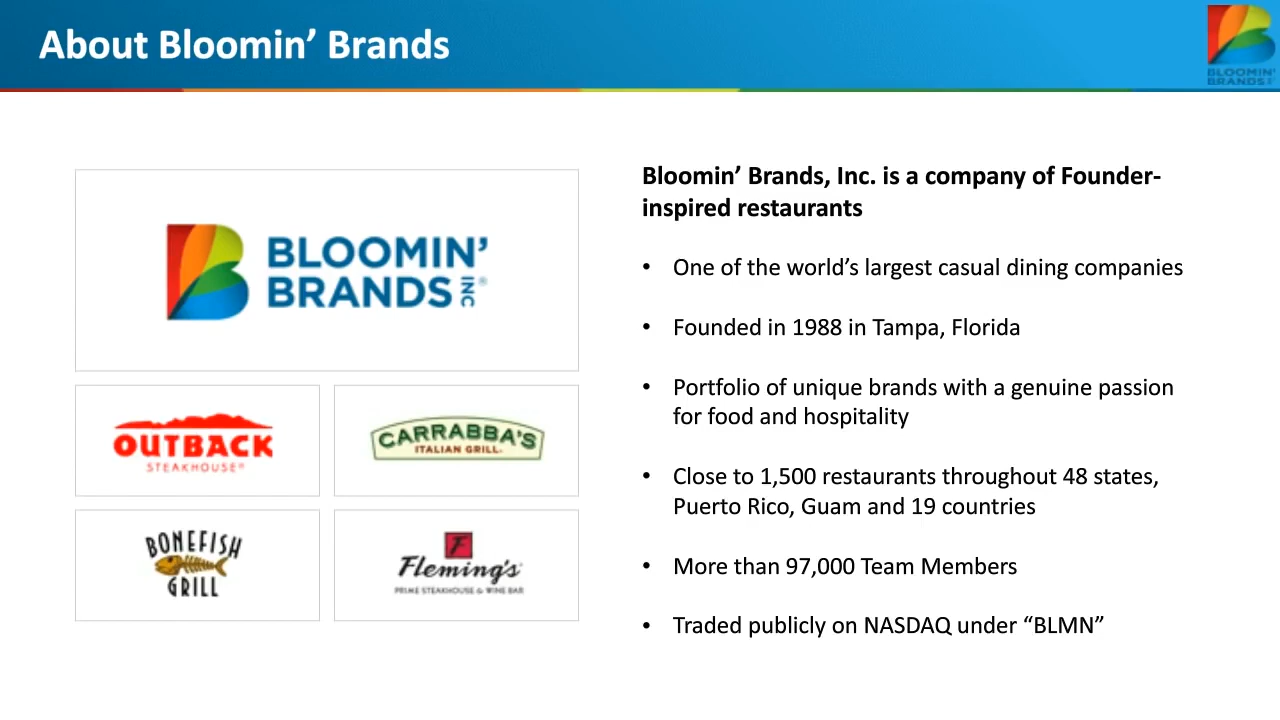 About Bloomin’ Brands
BLOOMIN’
BRANDS INC
BLOOMIN’
BRANDS INC®
OUTBACK
STEAKHOUSE®
CARRABBA’S
ITALIAN GRILL®
BONEFISH
GRILL
F
Fleming’s
PRIME STEAKHOUSE & WINE BAR
Bloomin’ Brands, Inc. is a company of Founder-
inspired restaurants
• One of the world’s largest casual dining companies
• Founded in 1988 in Tampa, Florida
• Portfolio of unique brands with a genuine passion
for food and hospitality
• Close to 1,500 restaurants throughout 48 states,
Puerto Rico, Guam and 19 countries
• More than 97,000 Team Members
• Traded publicly on NASDAQ under “BLMN”